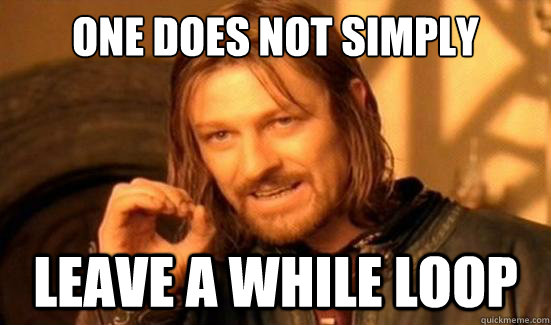 ONE DOES NOT SIMPLY
LEAVE A WHILE LOOP
quickmeme.com